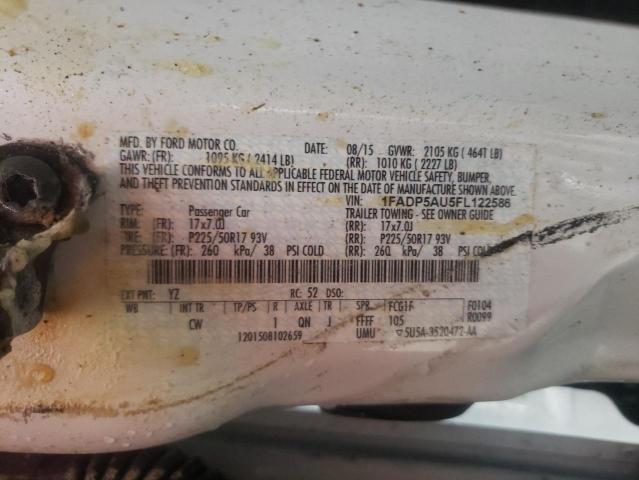 MFD. BY FORD MOTOR CO. DATE: 08/15 GVWR: 2105 KG ( 4641 LB)
GAWR: (FR): 1095 KG ( 2414 LB) (RR): 1010 KG ( 2227 LB)
THIS VEHICLE CONFORMS TO ALL APPLICABLE FEDERAL MOTOR VEHICLE SAFETY, BUMPER,
AND THEFT PREVENTION STANDARDS IN EFFECT ON THE DATE OF MANUFACTURE SHOWN ABOVE.
VIN: 1FADP5AU5FL122586
TYPE: Passenger Car TRAILER TOWING - SEE OWNER GUIDE
RIM: (FR): 17x7.0J (RR): 17x7.0J
TIRE: (FR): P225/50R17 93V (RR): P225/50R17 93V
(FR): 260 kPa/ 38 PSI COLD (RR): 260 kPa/ 38 PSI COLD
EXT PNT: YZ RC: 52 DSO:
WB INT TR TP/PS R AXLE TR SPR FCG1F F0104
CW 1 QN J FFFF 105 R0099
1201508102659 UMU ▽5U5A-3520472-AA